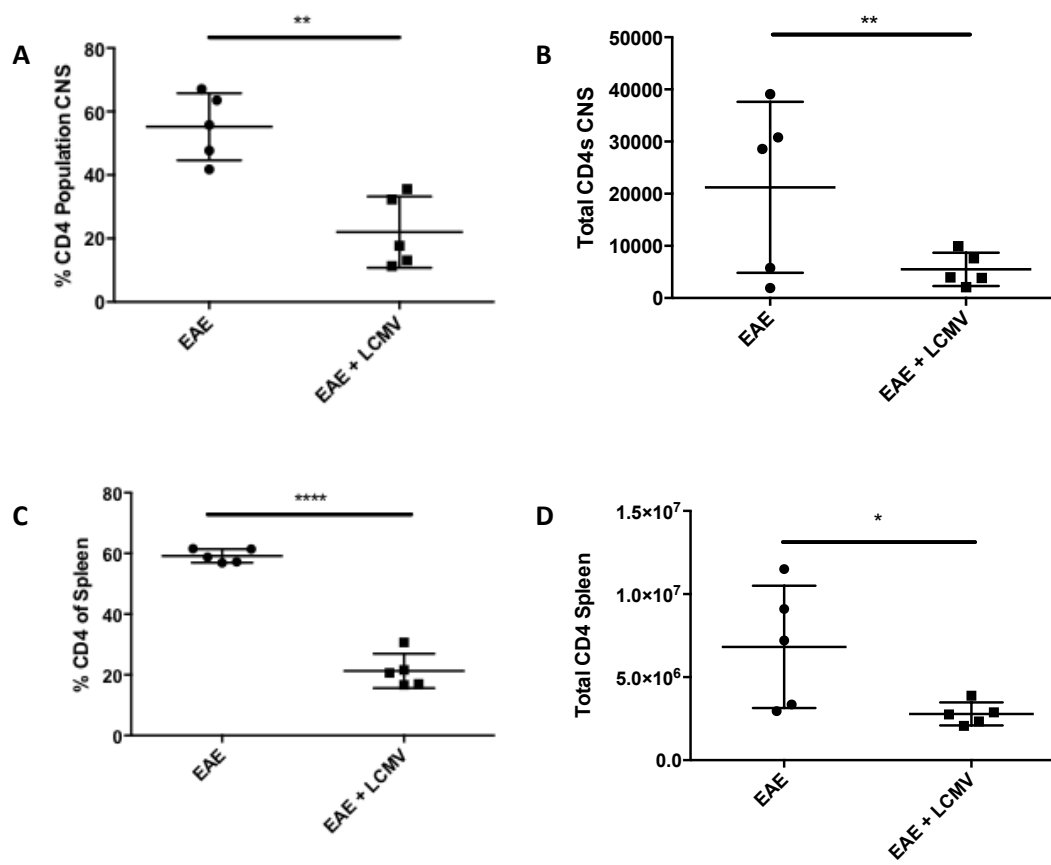 A
**
% CD4 Population CNS
80
60
40
20
0
EAE
EAE + LCMV
B
**
Total CD4s CNS
50000
40000
30000
20000
10000
0
EAE
EAE + LCMV
C
****
% CD4 of Spleen
80
60
40
20
0
EAE
EAE + LCMV
D
*
Total CD4 Spleen
1.5×10⁷
1.0×10⁷
5.0×10⁶
0.0
EAE
EAE + LCMV